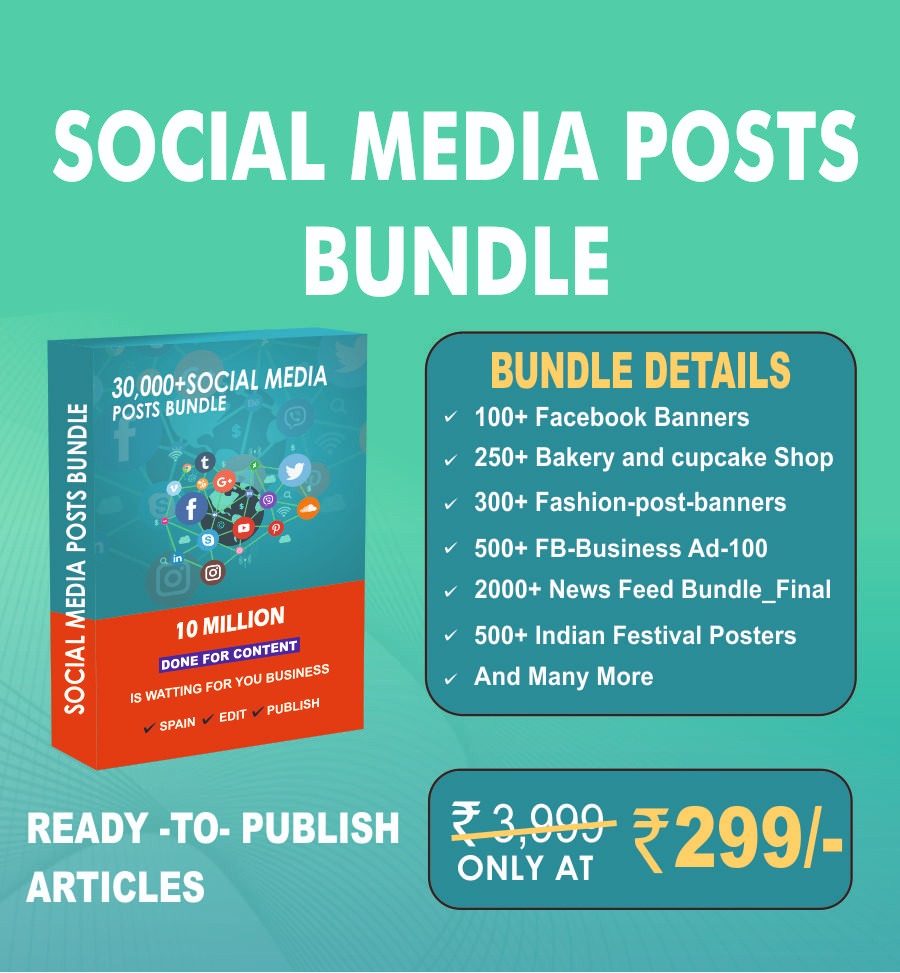 SOCIAL MEDIA POSTS
BUNDLE
SOCIAL MEDIA POSTS BUNDLE
30,000+SOCIAL MEDIA
POSTS BUNDLE
10 MILLION
DONE FOR CONTENT
IS WATTING FOR YOU BUSINESS
✔ SPAIN ✔ EDIT ✔ PUBLISH
BUNDLE DETAILS
✓ 100+ Facebook Banners
✓ 250+ Bakery and cupcake Shop
✓ 300+ Fashion-post-banners
✓ 500+ FB-Business Ad-100
✓ 2000+ News Feed Bundle_Final
✓ 500+ Indian Festival Posters
✓ And Many More
READY -TO- PUBLISH
ARTICLES
₹ 3,999
ONLY AT
₹299/-